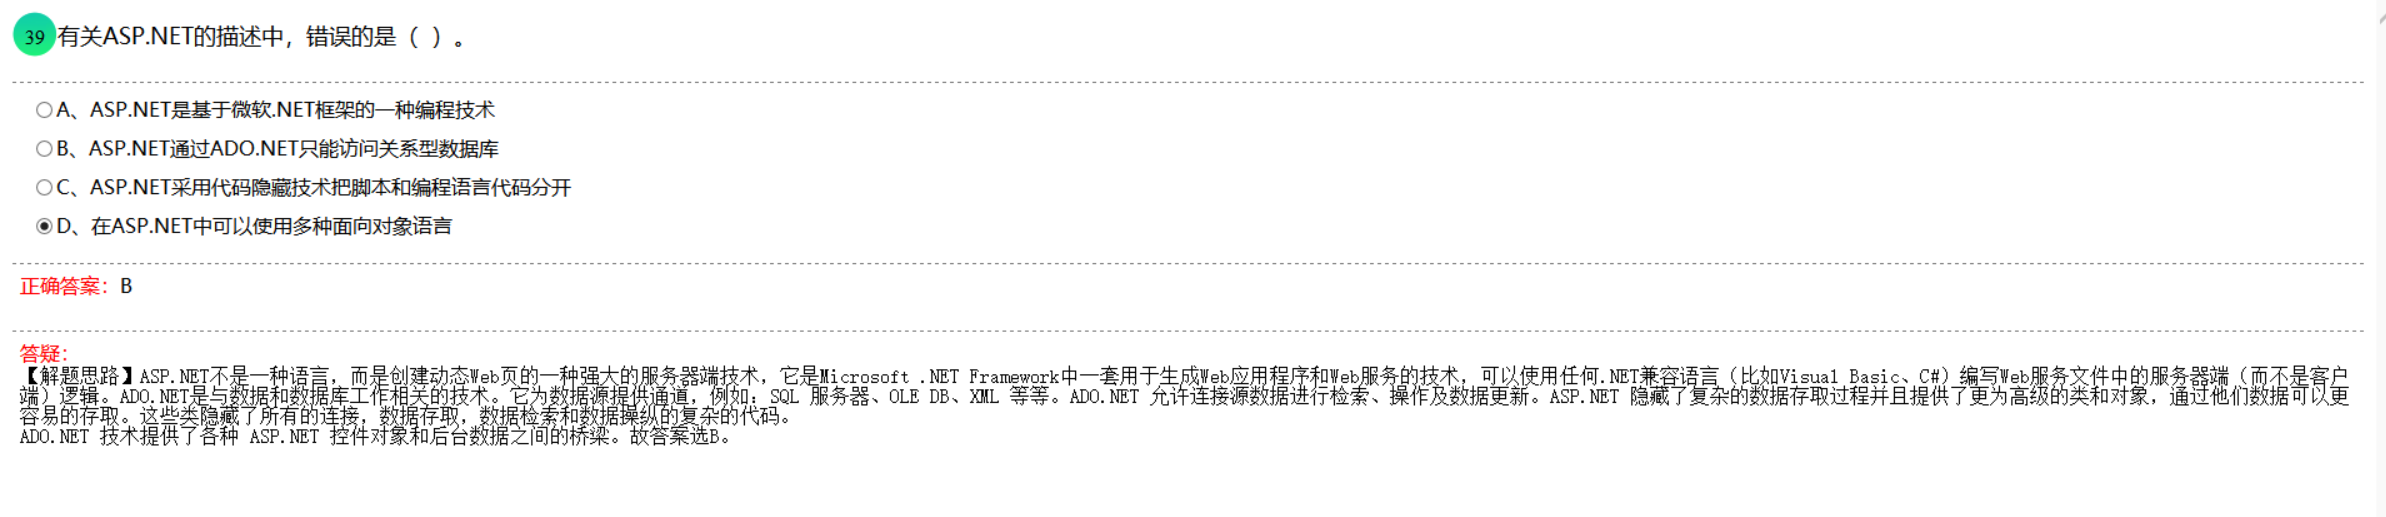 39 有关ASP.NET的描述中，错误的是（ ）。
A、ASP.NET是基于微软.NET框架的一种编程技术
B、ASP.NET通过ADO.NET只能访问关系型数据库
C、ASP.NET采用代码隐藏技术把脚本和编程语言代码分开
D、在ASP.NET中可以使用多种面向对象语言
正确答案：B
答疑：
【解题思路】ASP.NET不是一种语言，而是创建动态Web页的一种强大的服务器端技术，它是Microsoft .NET Framework中一套用于生成Web应用程序和Web服务的技术，可以使用任何.NET兼容语言（比如Visual Basic、C#）编写Web服务文件中的服务器端（而不是客户
端）逻辑。ADO.NET是与数据和数据库工作相关的技术。它为数据源提供通道，例如：SQL 服务器、OLE DB、XML 等等。ADO.NET 允许连接源数据进行检索、操作及数据更新。ASP.NET 隐藏了复杂的数据存取过程并且提供了更为高级的类和对象，通过他们数据可以更
容易的存取。这些类隐藏了所有的连接，数据存取，数据检索和数据操纵的复杂的代码。
ADO.NET 技术提供了各种 ASP.NET 控件对象和后台数据之间的桥梁。故答案选B。